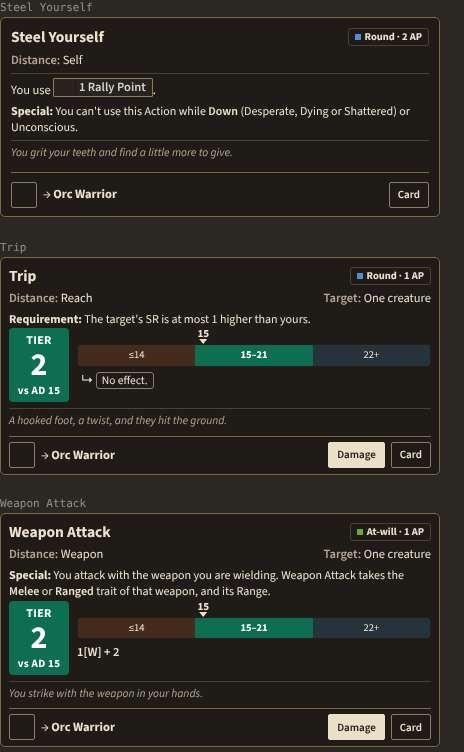 Steel Yourself
Steel Yourself
Round · 2 AP
Distance: Self
You use 1 Rally Point.
Special: You can't use this Action while Down (Desperate, Dying or Shattered) or
Unconscious.
You grit your teeth and find a little more to give.
→ Orc Warrior
Card
Trip
Trip
Round · 1 AP
Distance: Reach
Target: One creature
Requirement: The target's SR is at most 1 higher than yours.
TIER
2
vs AD 15
15
≤14
15–21
22+
No effect.
A hooked foot, a twist, and they hit the ground.
→ Orc Warrior
Damage
Card
Weapon Attack
Weapon Attack
At-will · 1 AP
Distance: Weapon
Target: One creature
Special: You attack with the weapon you are wielding. Weapon Attack takes the
Melee or Ranged trait of that weapon, and its Range.
TIER
2
vs AD 15
15
≤14
15–21
22+
1[W] + 2
You strike with the weapon in your hands.
→ Orc Warrior
Damage
Card